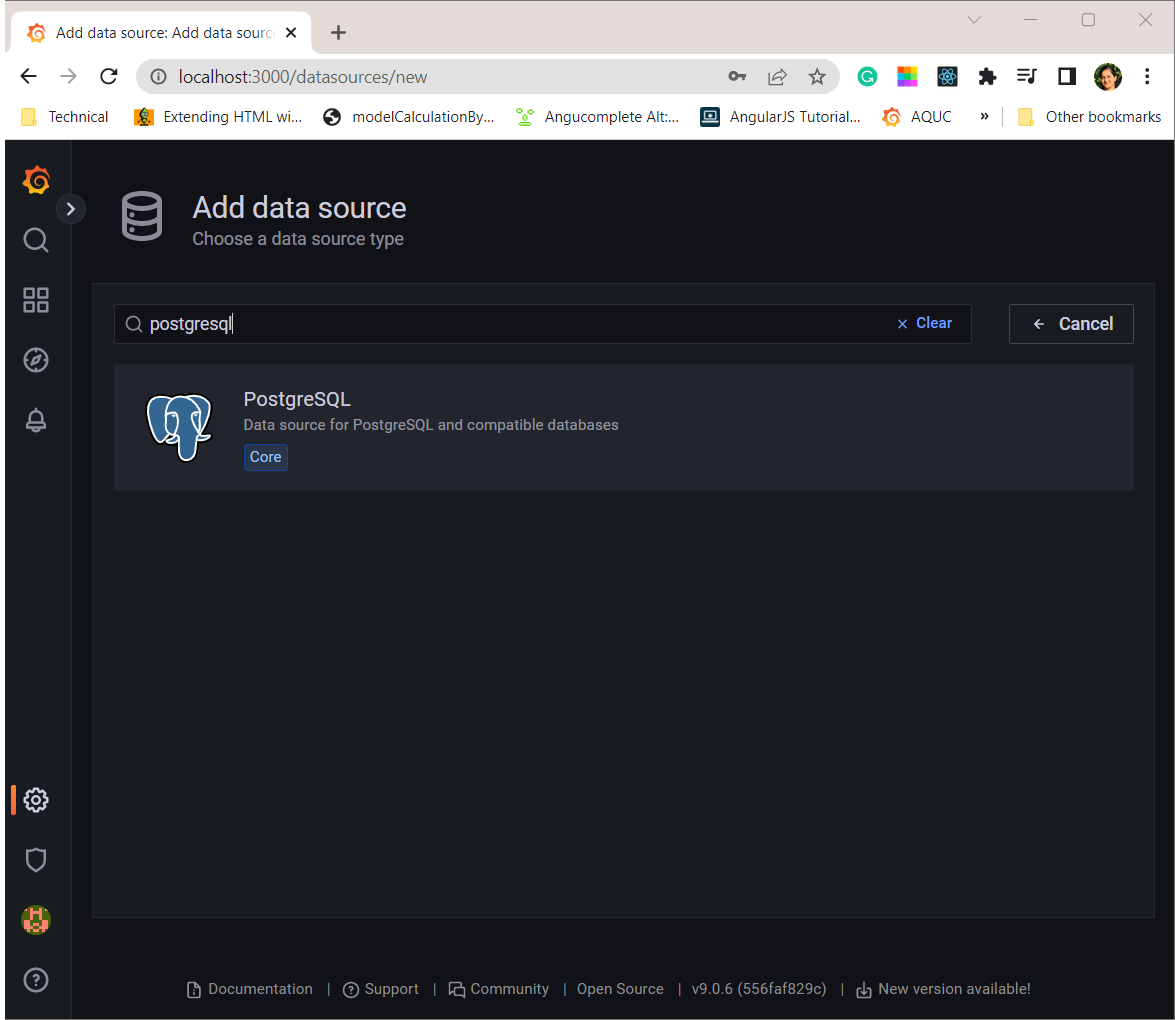 Add data source: Add data sourc
localhost:3000/datasources/new
Technical Extending HTML wi... modelCalculationBy... Angucomplete Alt:... AngularJS Tutorial... AQUC » Other bookmarks
Add data source
Choose a data source type
postgresql Clear Cancel
PostgreSQL
Data source for PostgreSQL and compatible databases
Core
Documentation | Support | Community | Open Source | v9.0.6 (556faf829c) | New version available!